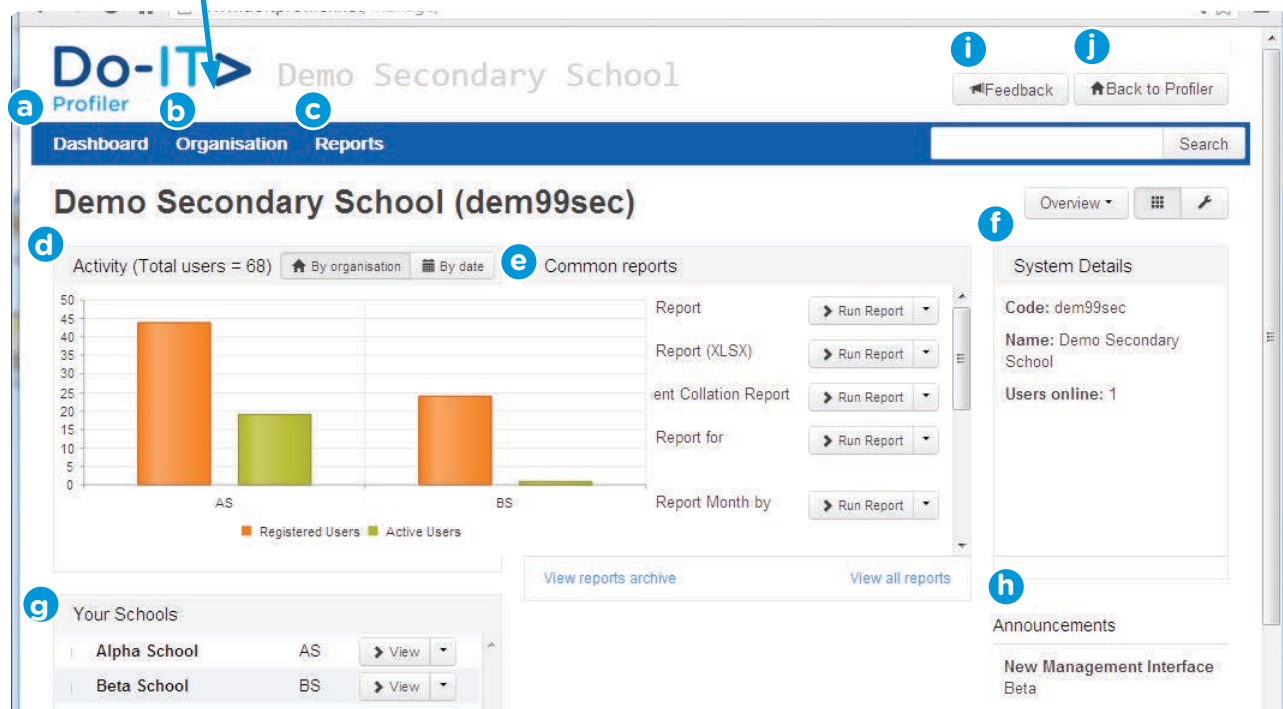 Do-IT>
Profiler
Demo Secondary School
i
j
Feedback
Back to Profiler
a
b
c
Dashboard Organisation Reports
Search
Demo Secondary School (dem99sec)
Overview
d
e
f
Activity (Total users = 68) By organisation By date
50
45
40
35
30
25
20
15
10
5
0
AS BS
Registered Users Active Users
Common reports
Report Run Report
Report (XLSX) Run Report
ent Collation Report Run Report
Report for Run Report
Report Month by Run Report
View reports archive View all reports
System Details
Code: dem99sec
Name: Demo Secondary
School
Users online: 1
g
Your Schools
Alpha School AS View
Beta School BS View
h
Announcements
New Management Interface
Beta